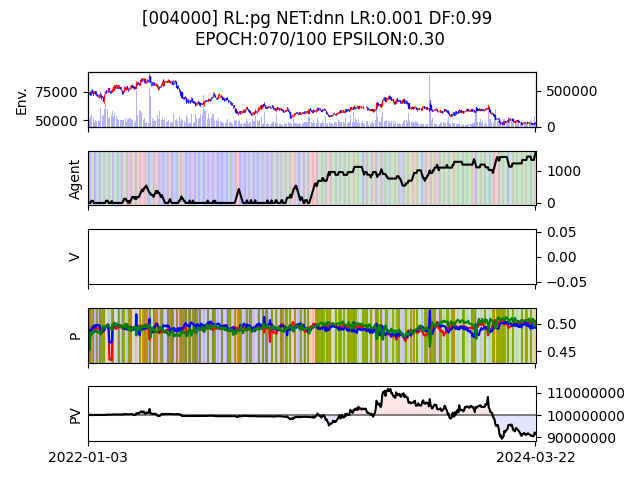 [004000] RL:pg NET:dnn LR:0.001 DF:0.99
EPOCH:070/100 EPSILON:0.30
Env.
75000
50000
500000
0
Agent
1000
0
V
0.05
0.00
−0.05
P
0.50
0.45
PV
110000000
100000000
90000000
2022-01-03
2024-03-22